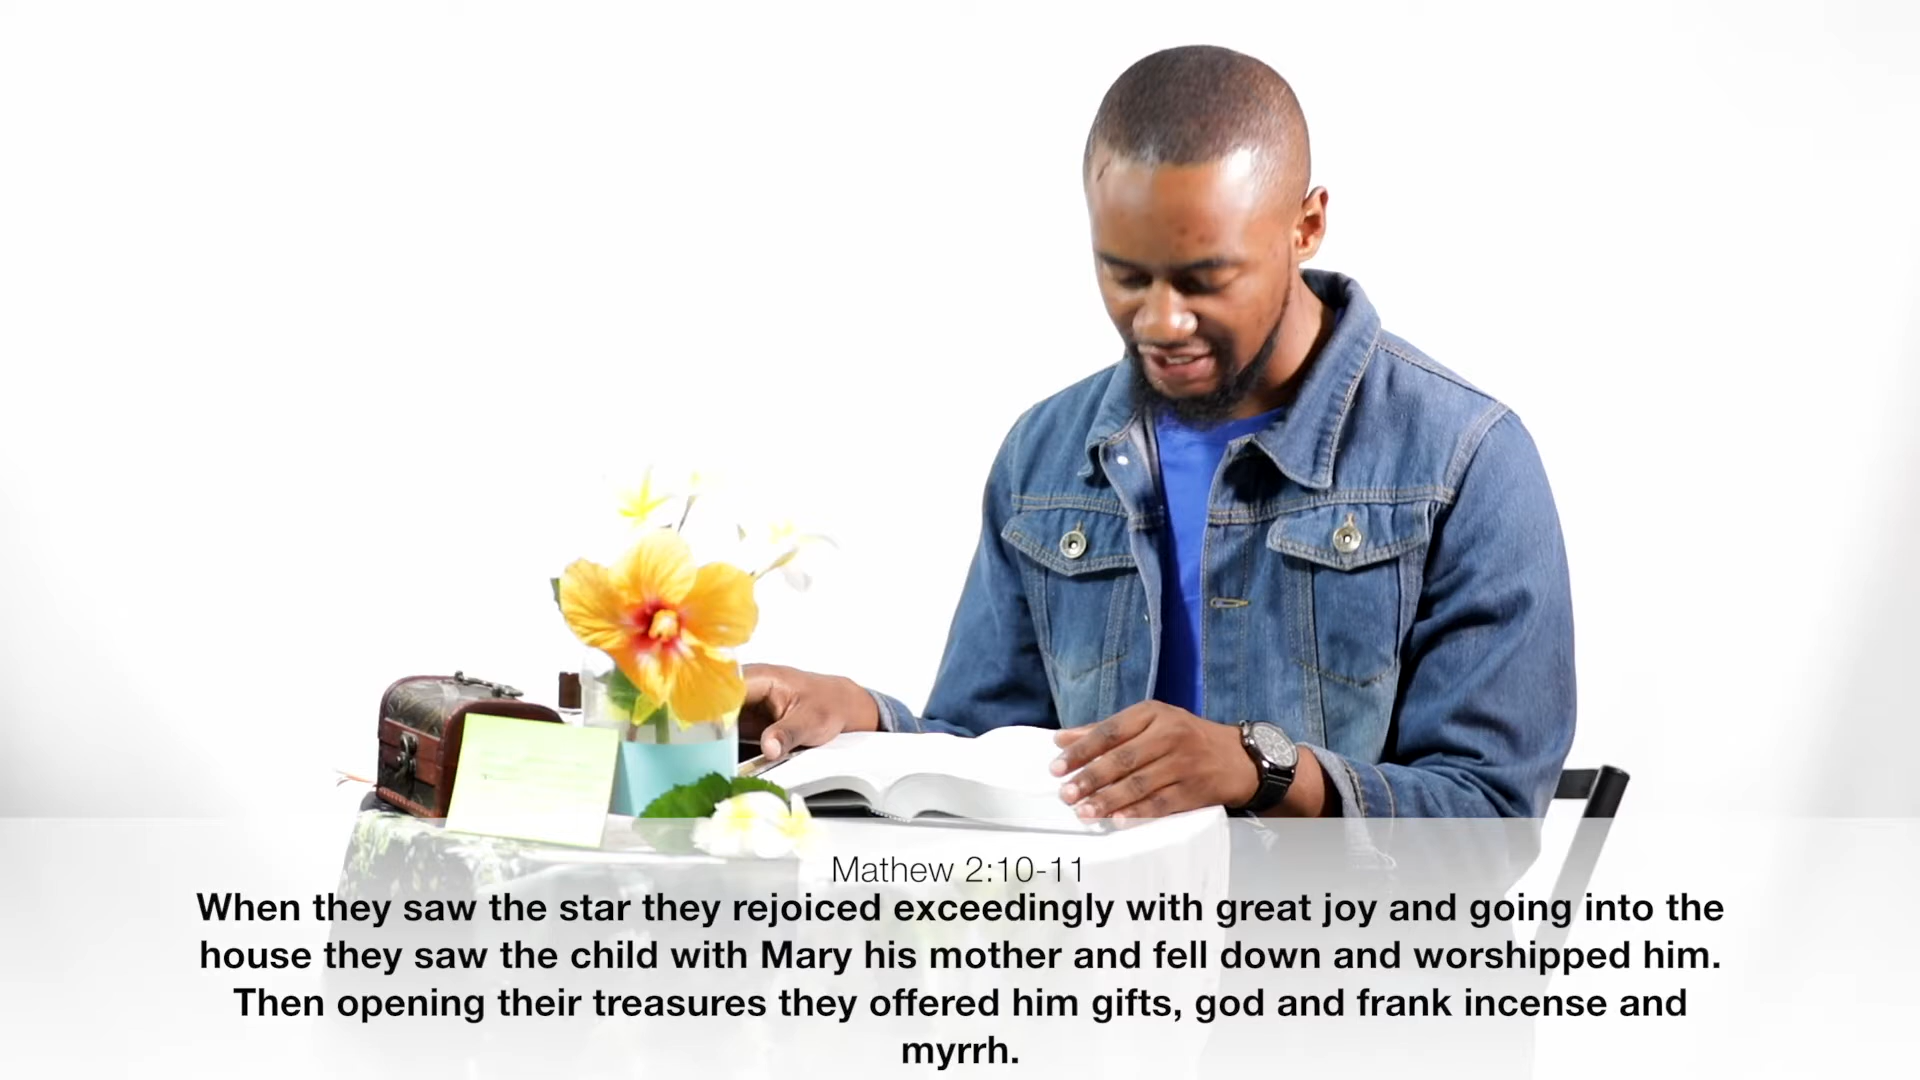 Mathew 2:10-11
When they saw the star they rejoiced exceedingly with great joy and going into the
house they saw the child with Mary his mother and fell down and worshipped him.
Then opening their treasures they offered him gifts, god and frank incense and
myrrh.